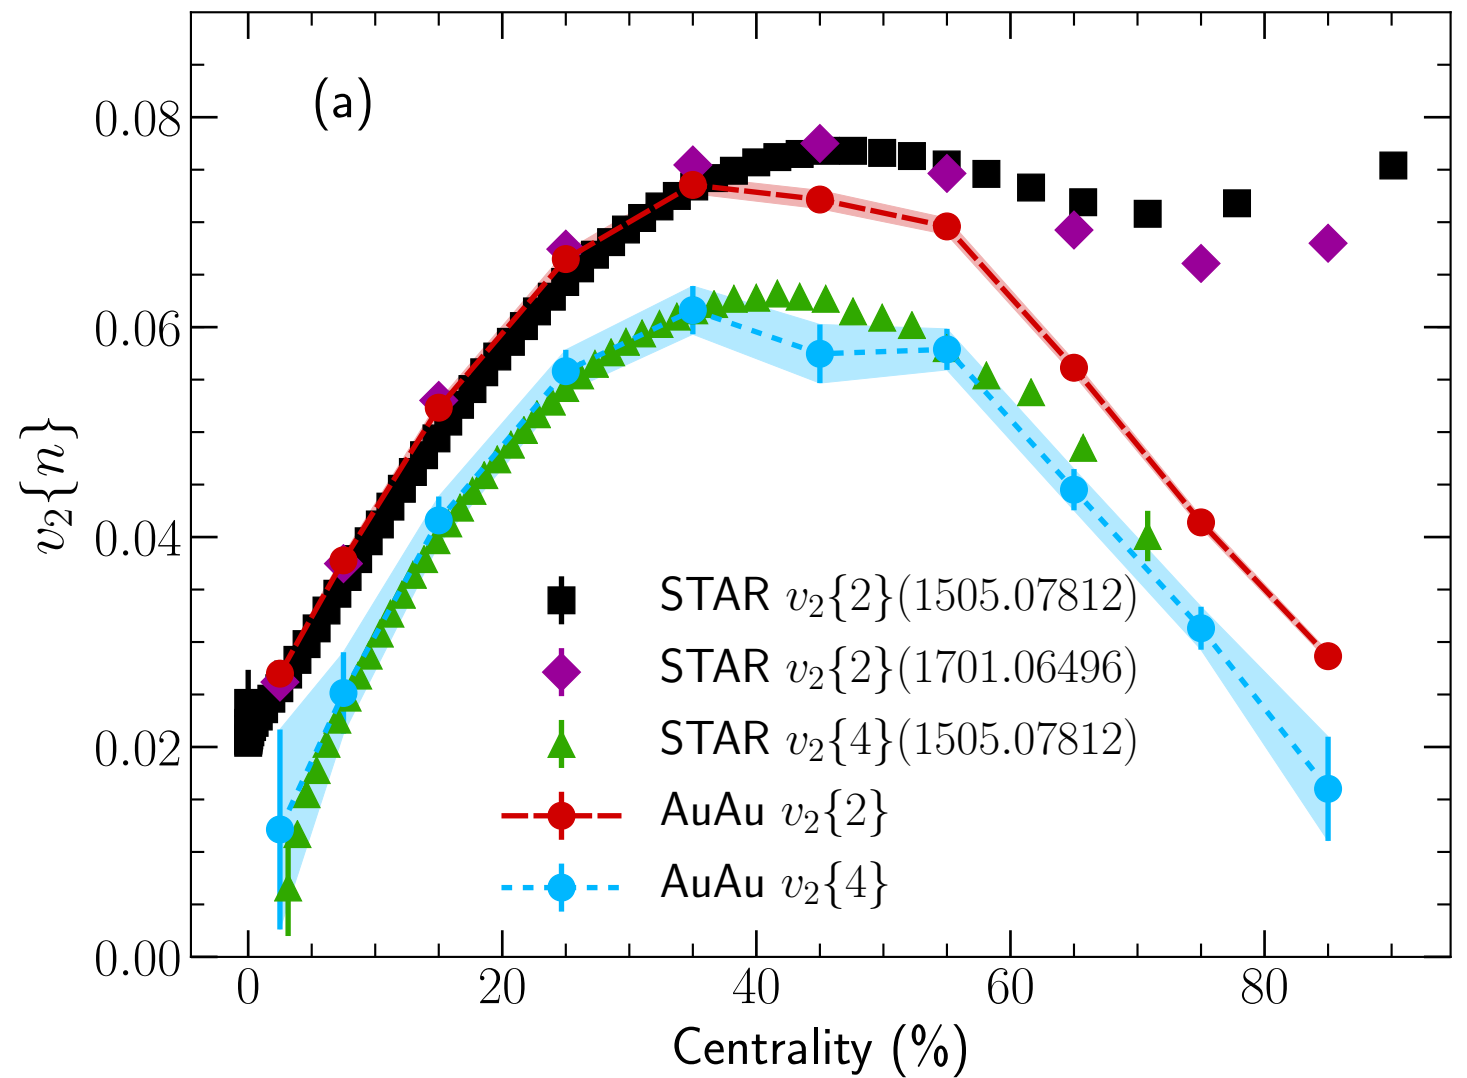 (a)
0.08
0.06
0.04
0.02
0.00
v₂{n}
STAR v₂{2}(1505.07812)
STAR v₂{2}(1701.06496)
STAR v₂{4}(1505.07812)
AuAu v₂{2}
AuAu v₂{4}
0 20 40 60 80
Centrality (%)